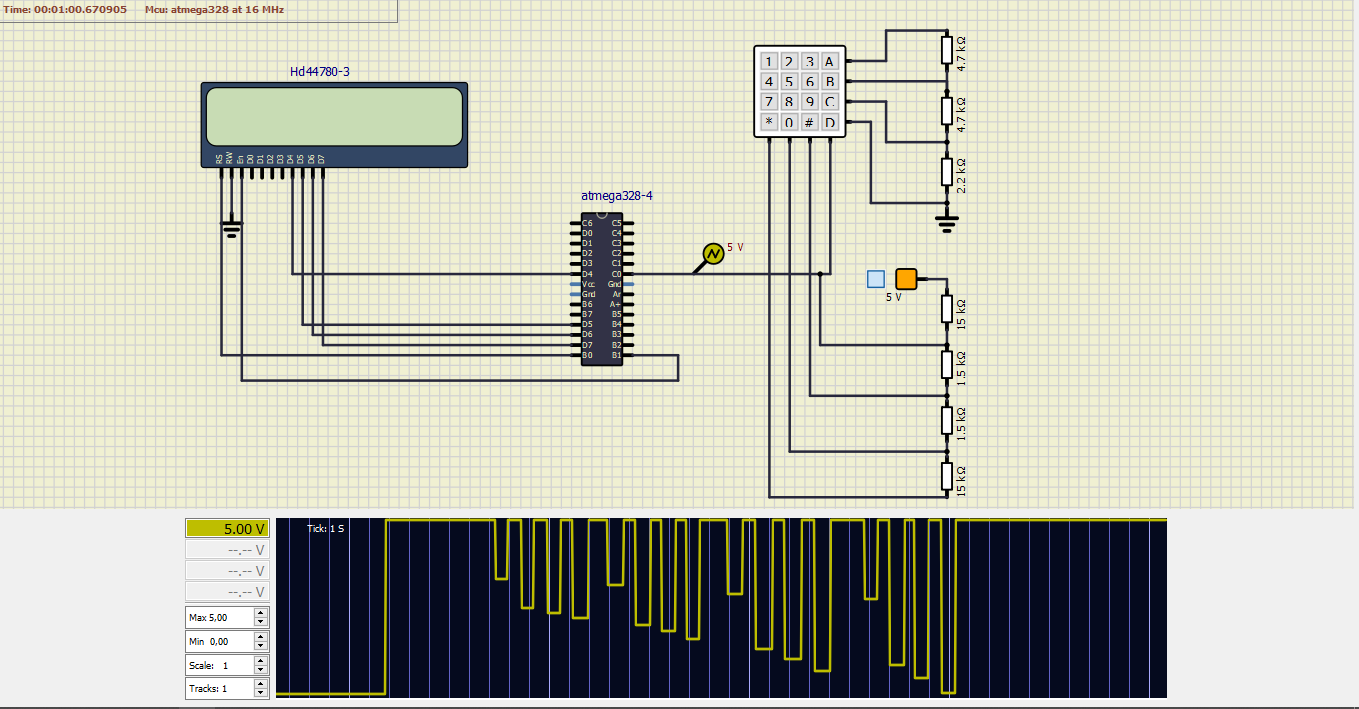 Time: 00:01:00.670905 Mcu: atmega328 at 16 MHz
Hd44780-3
RS RW En D0 D1 D2 D3 D4 D5 D6 D7
1 2 3 A
4 5 6 B
7 8 9 C
* 0 # D
4.7 kΩ
4.7 kΩ
2.2 kΩ
atmega328-4
C6 C5
D0 C4
D1 C3
D2 C2
D3 C1
D4 C0
Vcc Gnd
Gnd Ar
B6 A+
B7 B5
D5 B4
D6 B3
D7 B2
B0 B1
5 V
5 V
15 kΩ
1.5 kΩ
1.5 kΩ
15 kΩ
5.00 V
--.-- V
--.-- V
--.-- V
Max 5,00
Min 0,00
Scale: 1
Tracks: 1
Tick: 1 S